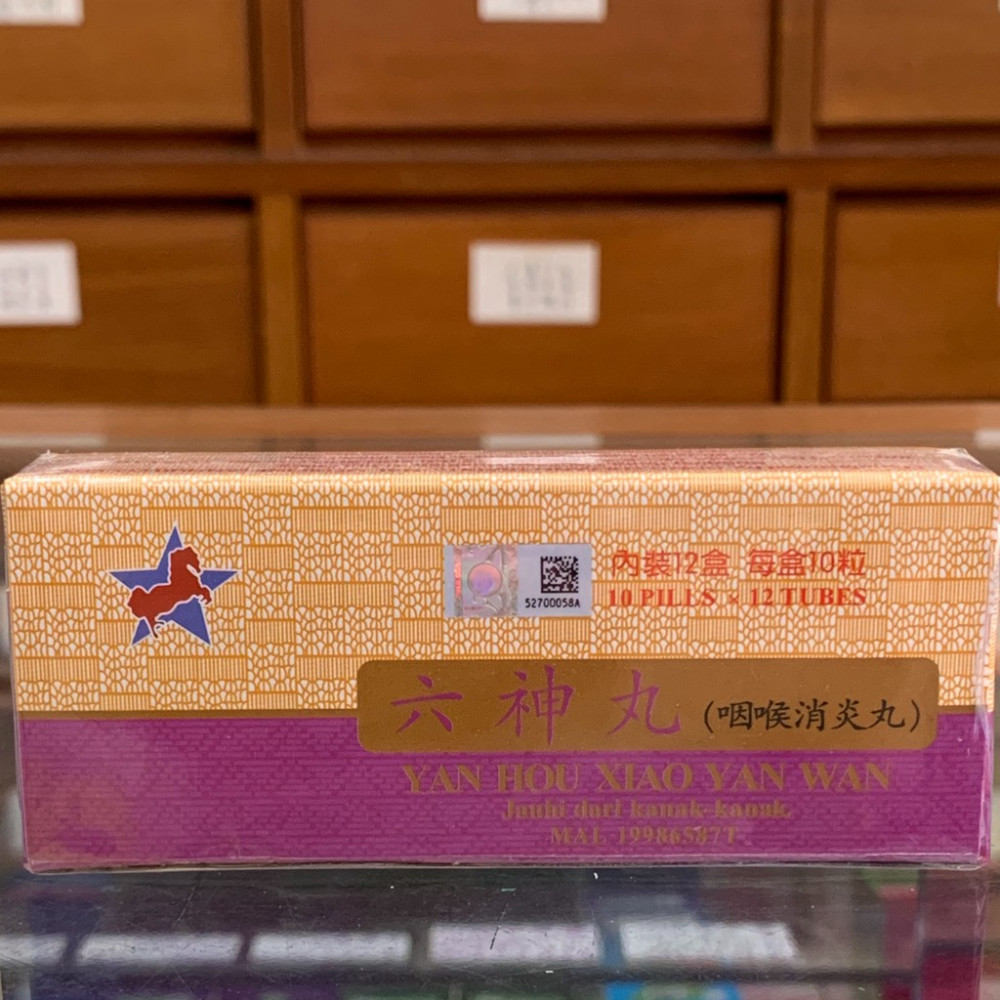 52700058A
內裝12盒 每盒10粒
10 PILLS × 12 TUBES
六神丸 (咽喉消炎丸)
YAN HOU XIAO YAN WAN
Jauhi dari kanak-kanak.
MAL 19986587T